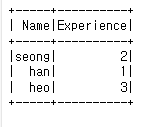 +-----+----------+
| Name|Experience|
+-----+----------+
|seong|         2|
|  han|         1|
|  heo|         3|
+-----+----------+